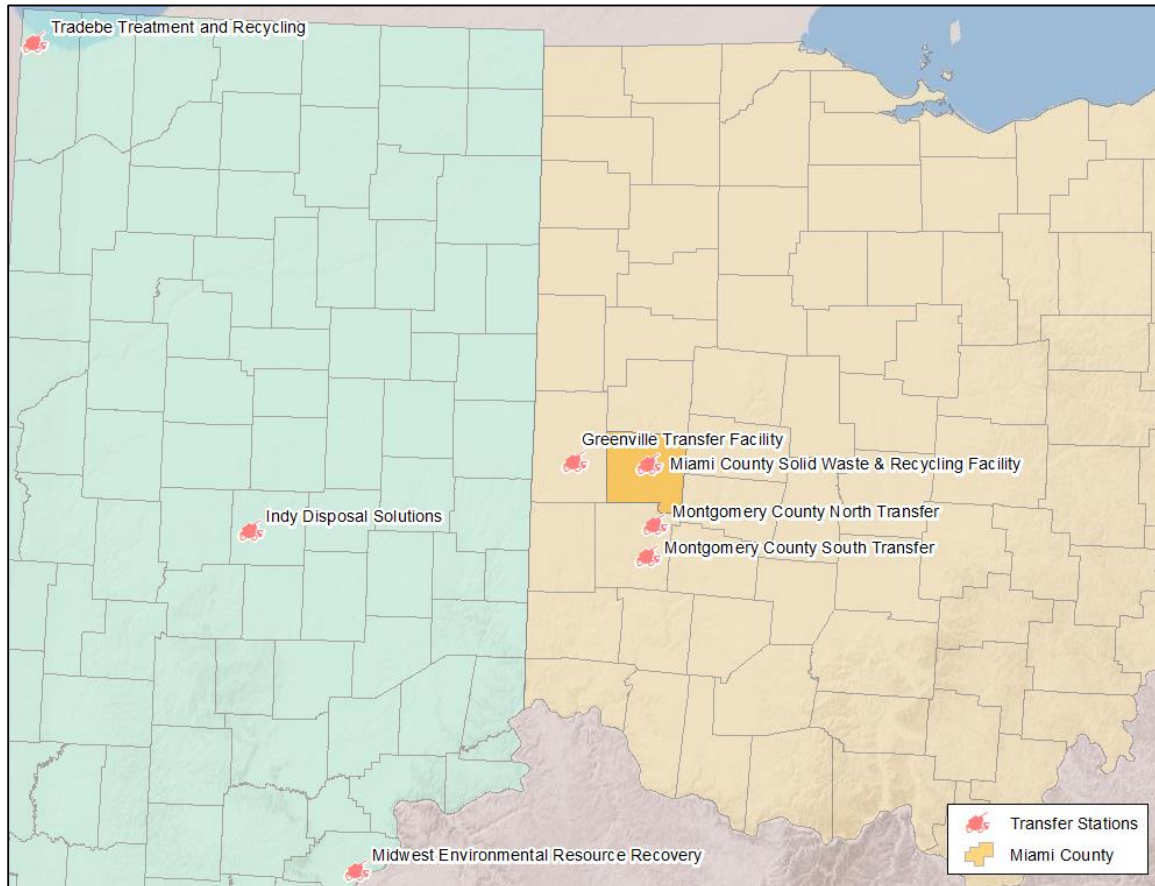 Tradebe Treatment and Recycling
Greenville Transfer Facility
Miami County Solid Waste & Recycling Facility
Indy Disposal Solutions
Montgomery County North Transfer
Montgomery County South Transfer
Midwest Environmental Resource Recovery
Transfer Stations
Miami County